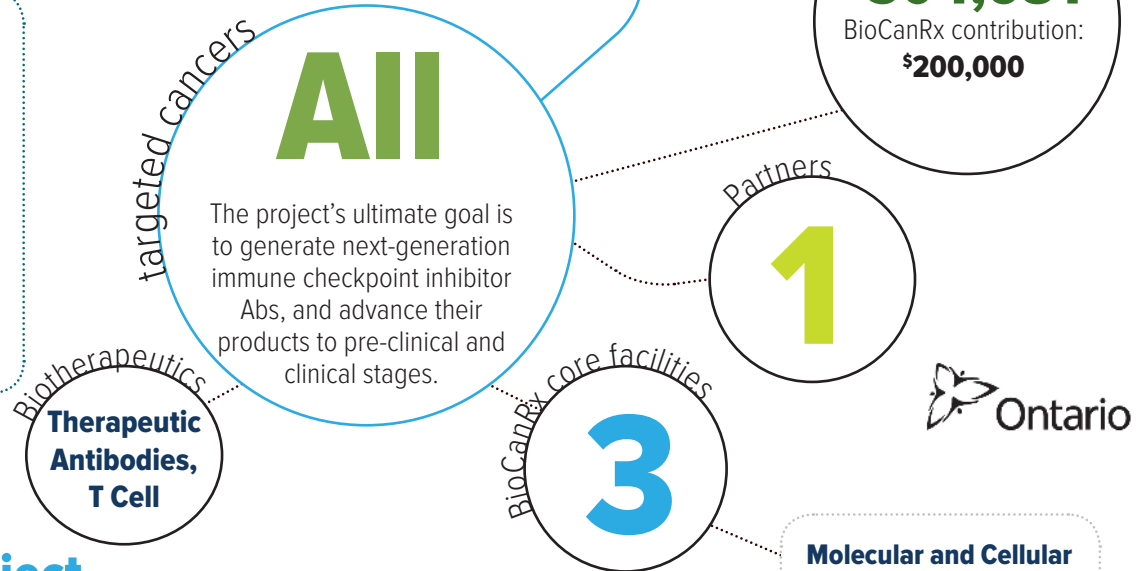 BioCanRx contribution:
$200,000
targeted cancers
All
The project’s ultimate goal is
to generate next-generation
immune checkpoint inhibitor
Abs, and advance their
products to pre-clinical and
clinical stages.
Partners
1
Biotherapeutics
Therapeutic
Antibodies,
T Cell
BioCanRx core facilities
3
Ontario
Molecular and Cellular